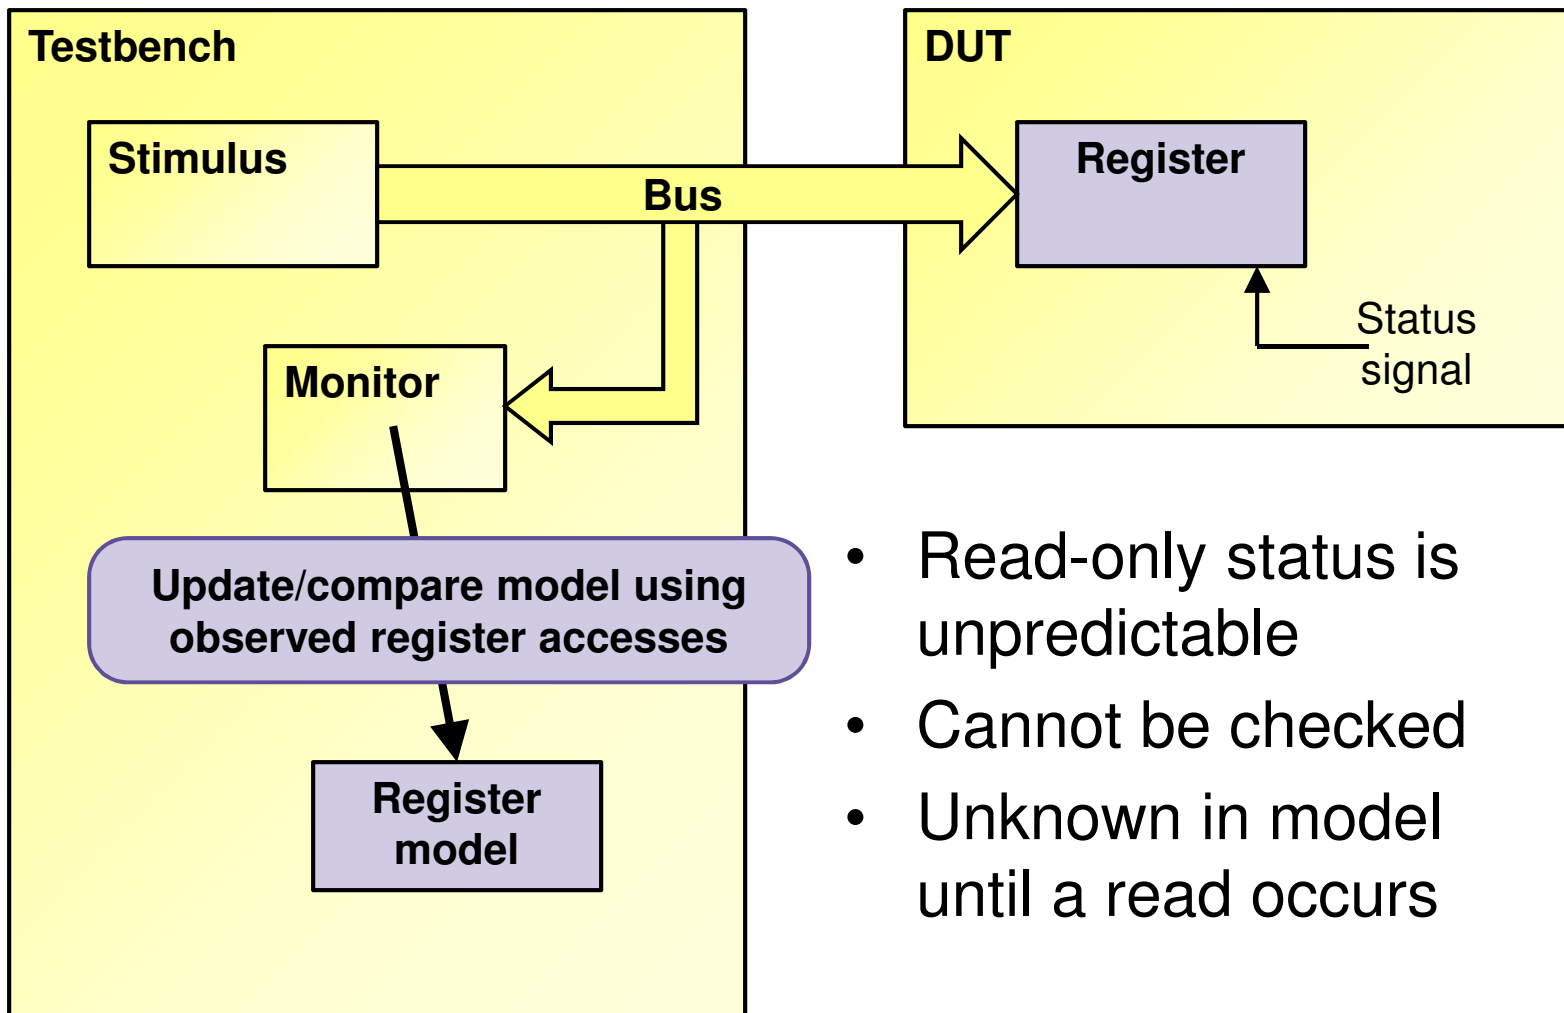 Testbench
DUT
Stimulus
Bus
Register
Status
signal
Monitor
Update/compare model using
observed register accesses
Register
model
• Read-only status is
unpredictable
• Cannot be checked
• Unknown in model
until a read occurs